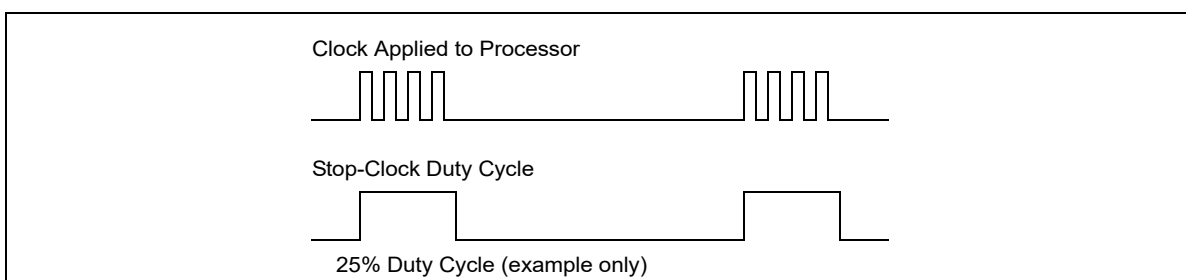 Clock Applied to Processor
Stop-Clock Duty Cycle
25% Duty Cycle (example only)